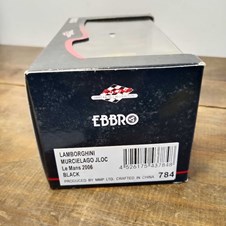 EBBRO
LAMBORGHINI
MURCIELAGO JLOC
Le Mans 2006
BLACK
784
PRODUCED BY MMP LTD. CRAFTED IN CHINA